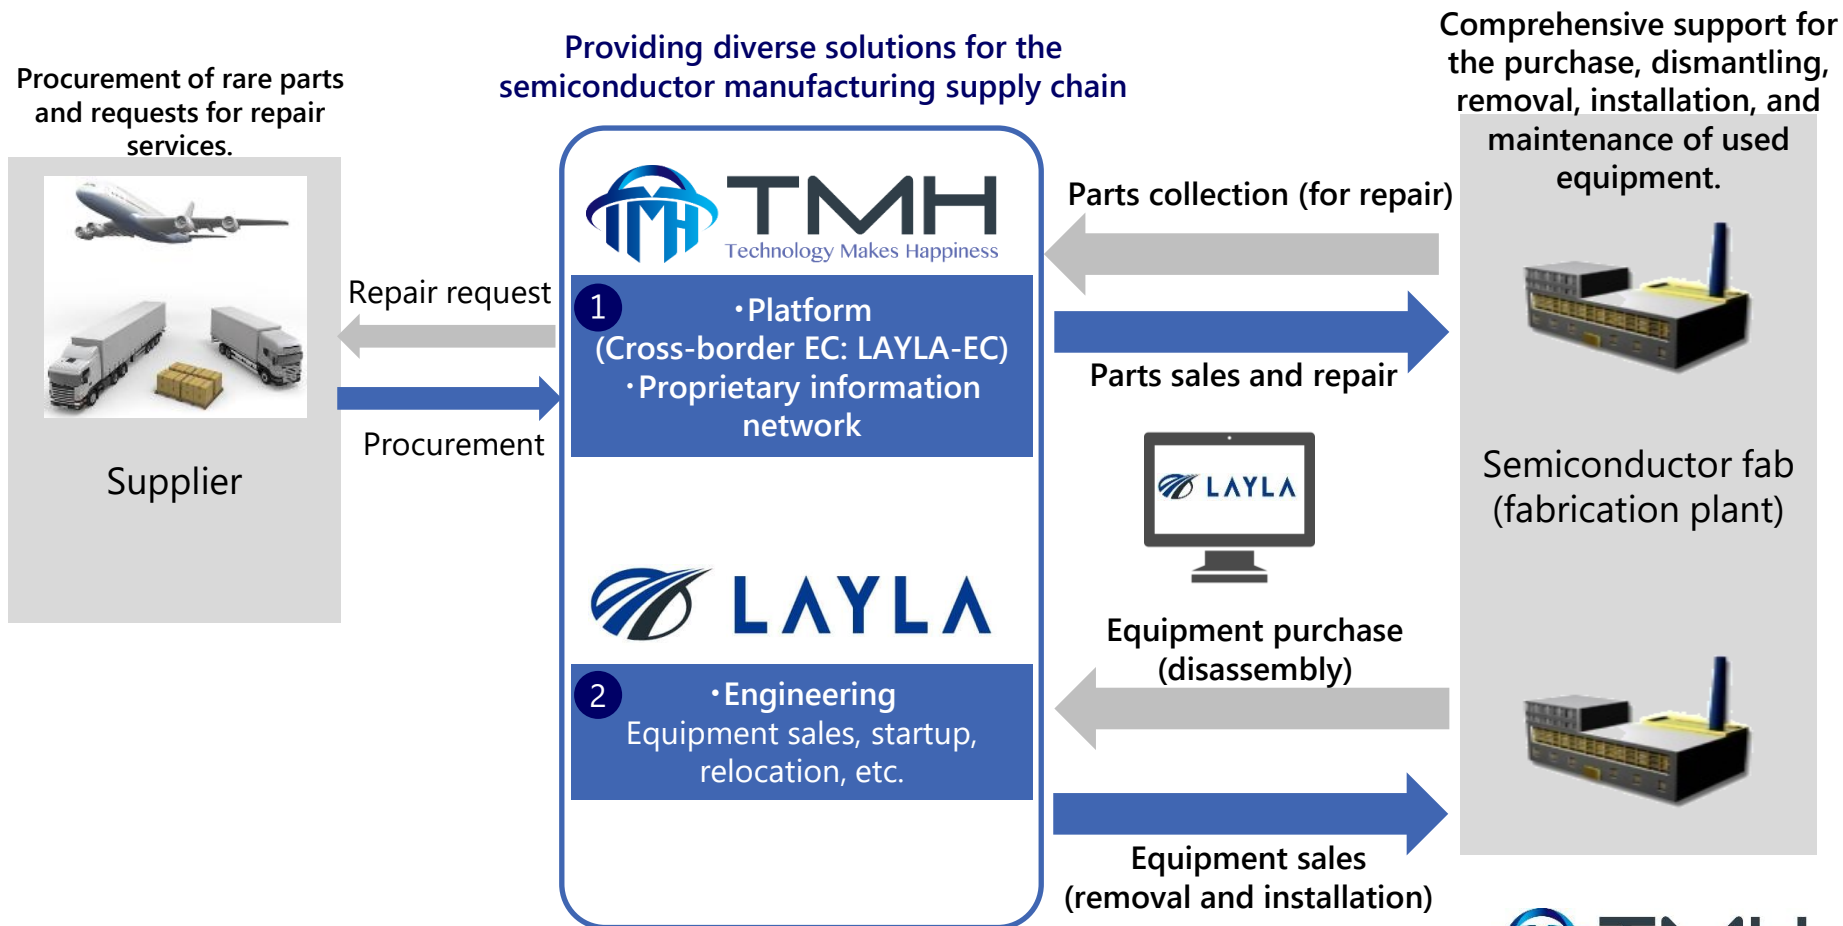 Procurement of rare parts
and requests for repair
services.
Supplier
Repair request
Procurement
Providing diverse solutions for the
semiconductor manufacturing supply chain
TMH
TMH
Technology Makes Happiness
1
・Platform
(Cross-border EC: LAYLA-EC)
・Proprietary information
network
LAYLA
2
・Engineering
Equipment sales, startup,
relocation, etc.
Parts collection (for repair)
Parts sales and repair
LAYLA
Equipment purchase
(disassembly)
Equipment sales
(removal and installation)
Comprehensive support for
the purchase, dismantling,
removal, installation, and
maintenance of used
equipment.
Semiconductor fab
(fabrication plant)
TMH